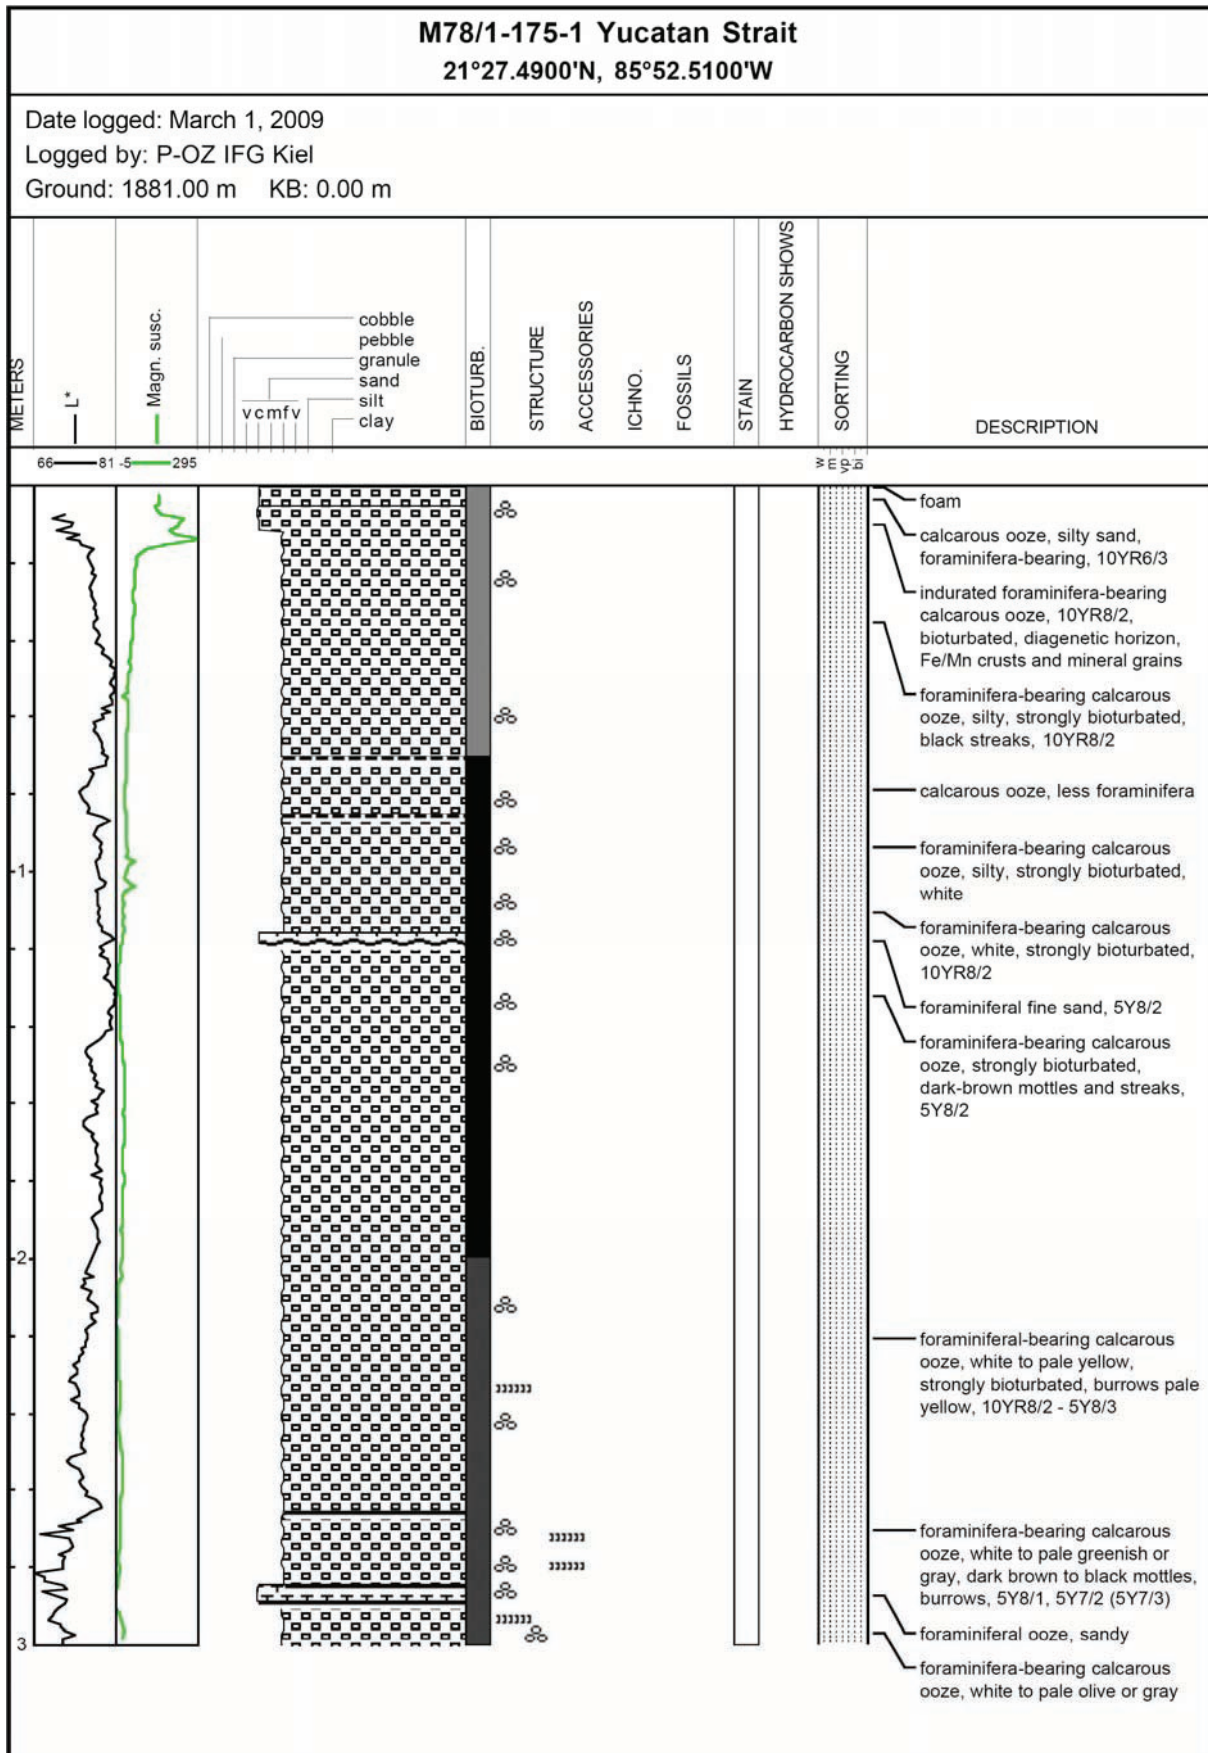 M78/1-175-1 Yucatan Strait
21°27.4900'N, 85°52.5100'W
Date logged: March 1, 2009
Logged by: P-OZ IFG Kiel
Ground: 1881.00 m KB: 0.00 m
METERS
L*
Magn. susc.
cobble
pebble
granule
sand
silt
clay
v c m f v
BIOTURB.
STRUCTURE
ACCESSORIES
ICHNO.
FOSSILS
STAIN
HYDROCARBON SHOWS
SORTING
DESCRIPTION
66 81 -5 295
w m vp bi
foam
calcarous ooze, silty sand,
foraminifera-bearing, 10YR6/3
indurated foraminifera-bearing
calcarous ooze, 10YR8/2,
bioturbated, diagenetic horizon,
Fe/Mn crusts and mineral grains
foraminifera-bearing calcarous
ooze, silty, strongly bioturbated,
black streaks, 10YR8/2
calcarous ooze, less foraminifera
1
foraminifera-bearing calcarous
ooze, silty, strongly bioturbated,
white
foraminifera-bearing calcarous
ooze, white, strongly bioturbated,
10YR8/2
foraminiferal fine sand, 5Y8/2
foraminifera-bearing calcarous
ooze, strongly bioturbated,
dark-brown mottles and streaks,
5Y8/2
2
foraminiferal-bearing calcarous
ooze, white to pale yellow,
strongly bioturbated, burrows pale
yellow, 10YR8/2 - 5Y8/3
foraminifera-bearing calcarous
ooze, white to pale greenish or
gray, dark brown to black mottles,
burrows, 5Y8/1, 5Y7/2 (5Y7/3)
foraminiferal ooze, sandy
3
foraminifera-bearing calcarous
ooze, white to pale olive or gray